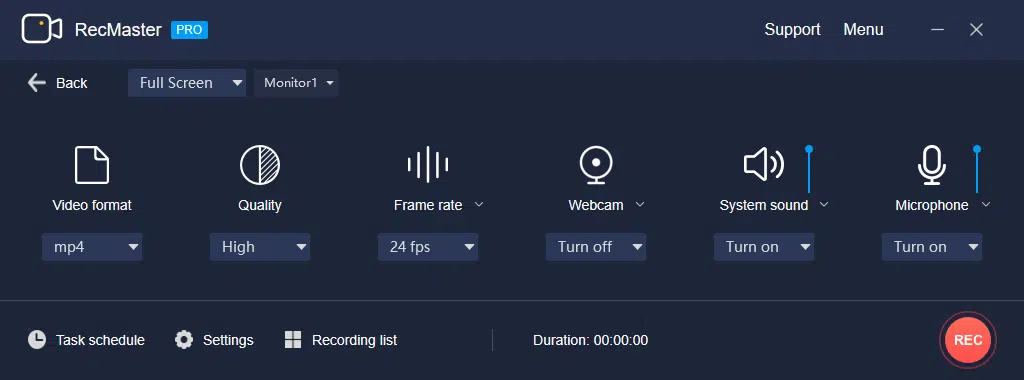 RecMaster PRO Support Menu
Back Full Screen Monitor1
Video format Quality Frame rate Webcam System sound Microphone
mp4 High 24 fps Turn off Turn on Turn on
Task schedule Settings Recording list Duration: 00:00:00 REC